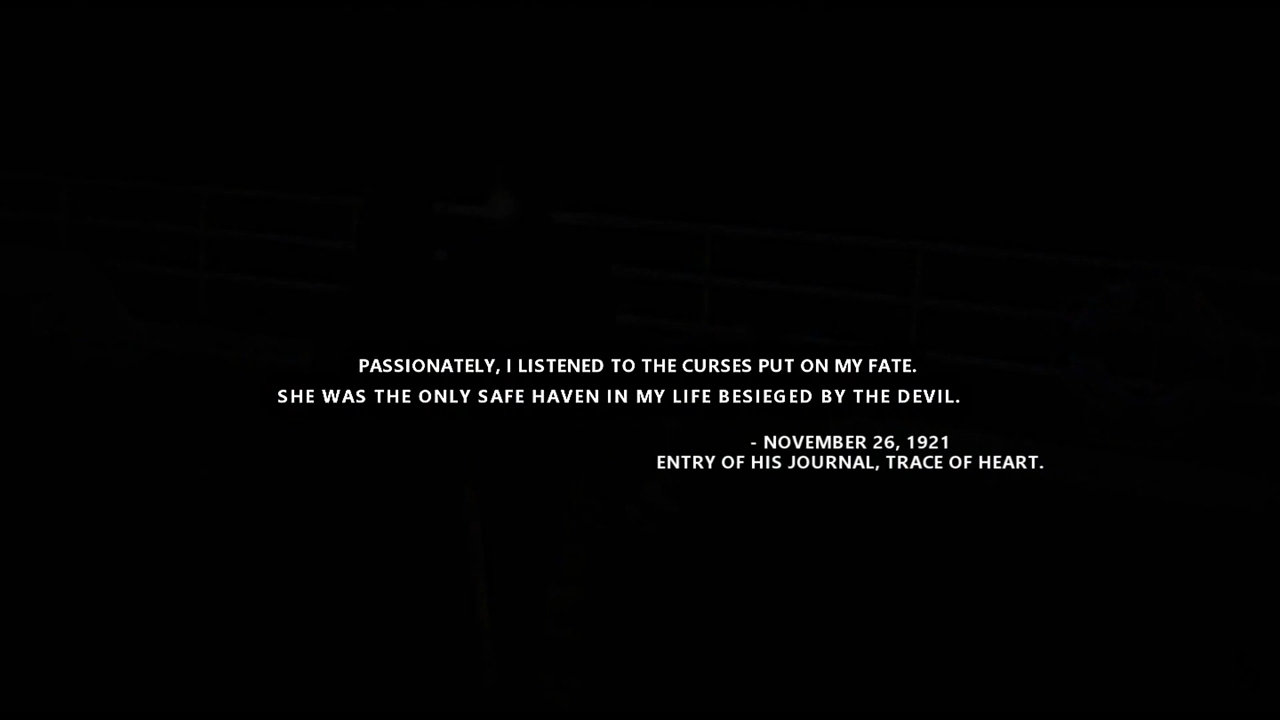 PASSIONATELY, I LISTENED TO THE CURSES PUT ON MY FATE.
SHE WAS THE ONLY SAFE HAVEN IN MY LIFE BESIEGED BY THE DEVIL.
- NOVEMBER 26, 1921
ENTRY OF HIS JOURNAL, TRACE OF HEART.